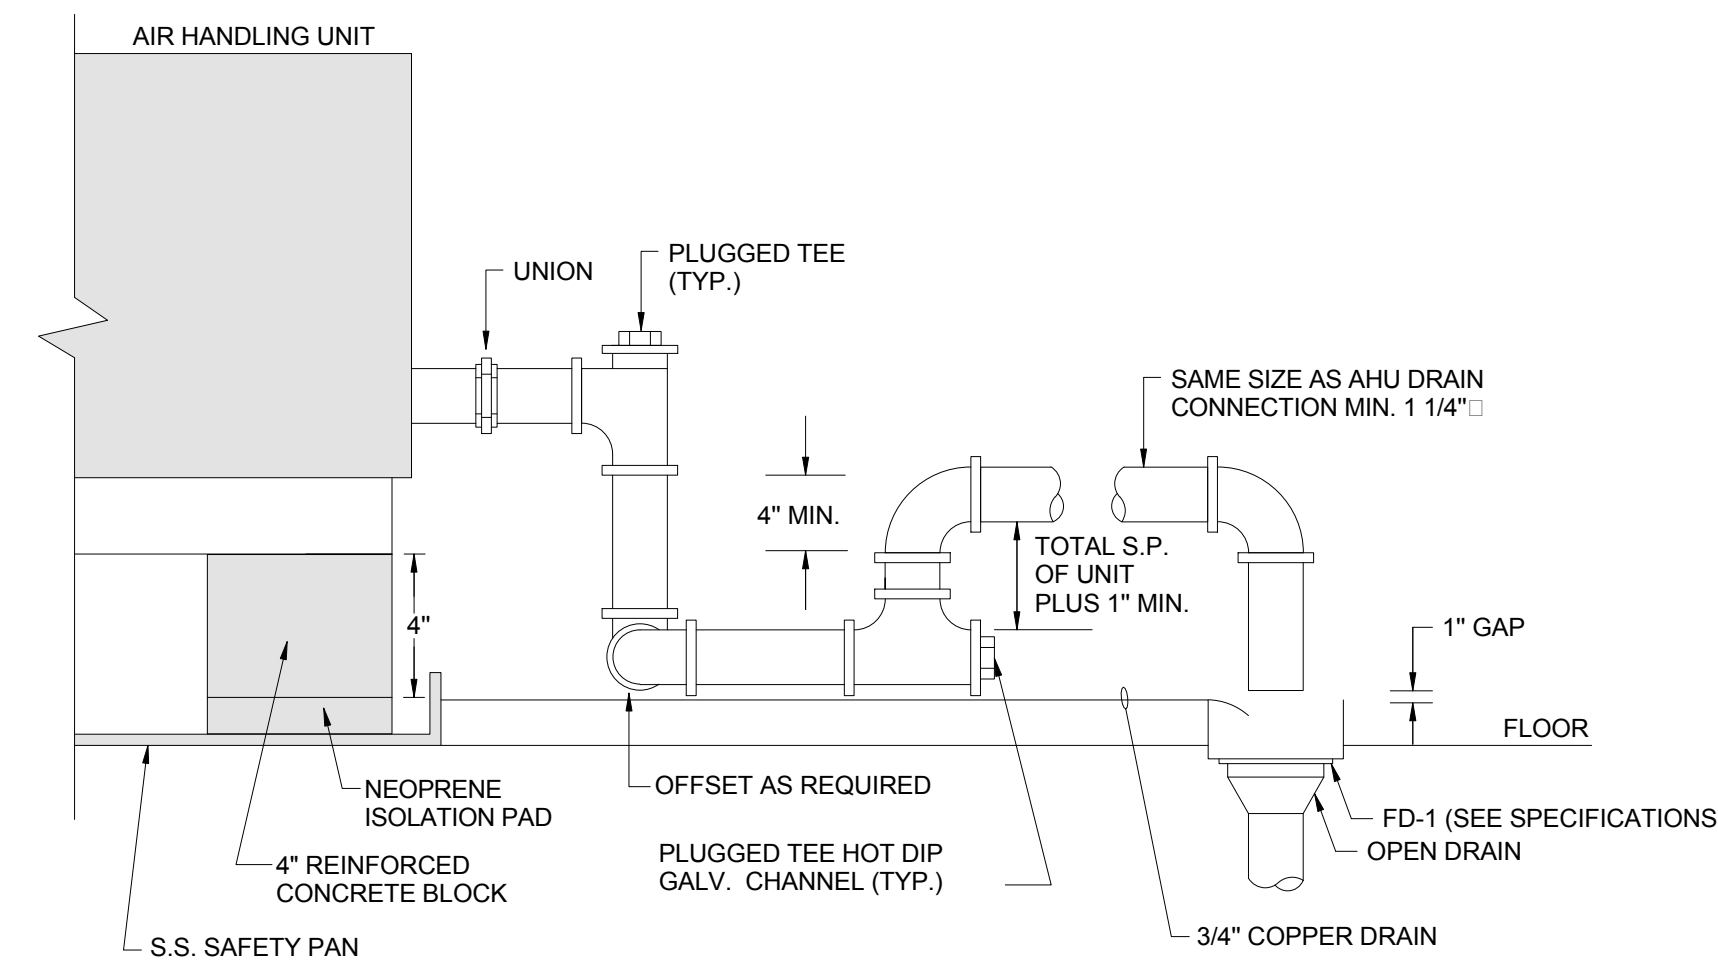 AIR HANDLING UNIT
UNION
PLUGGED TEE
(TYP.)
SAME SIZE AS AHU DRAIN
CONNECTION MIN. 1 1/4"□
4" MIN.
TOTAL S.P.
OF UNIT
PLUS 1" MIN.
4"
1" GAP
FLOOR
NEOPRENE
ISOLATION PAD
OFFSET AS REQUIRED
FD-1 (SEE SPECIFICATIONS
OPEN DRAIN
4" REINFORCED
CONCRETE BLOCK
PLUGGED TEE HOT DIP
GALV. CHANNEL (TYP.)
3/4" COPPER DRAIN
S.S. SAFETY PAN